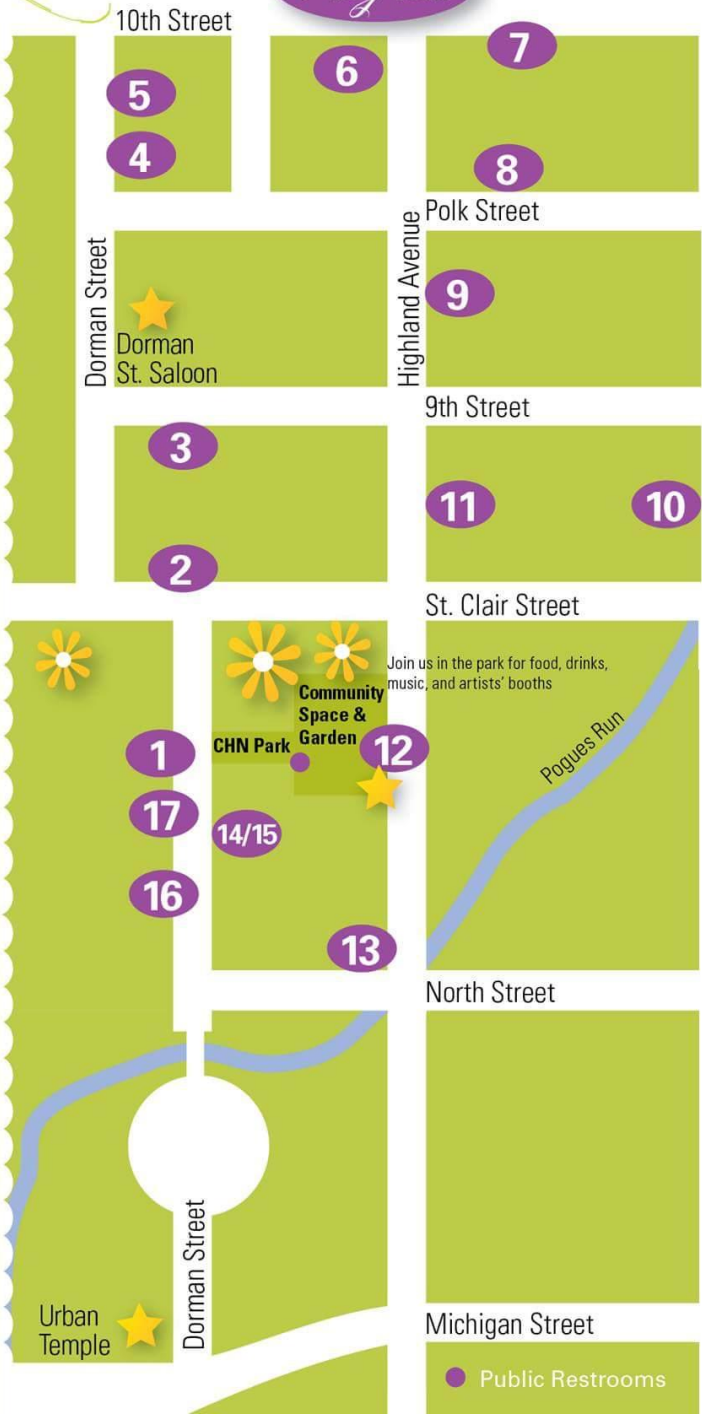 10th Street
7
6
5
4
8
Polk Street
Dorman Street
Highland Avenue
9
Dorman
St. Saloon
9th Street
3
11
10
2
St. Clair Street
Join us in the park for food, drinks,
music, and artists' booths
Community
Space &
Garden
CHN Park
Pogues Run
1
12
17
14/15
16
13
North Street
Dorman Street
Urban
Temple
Michigan Street
Public Restrooms